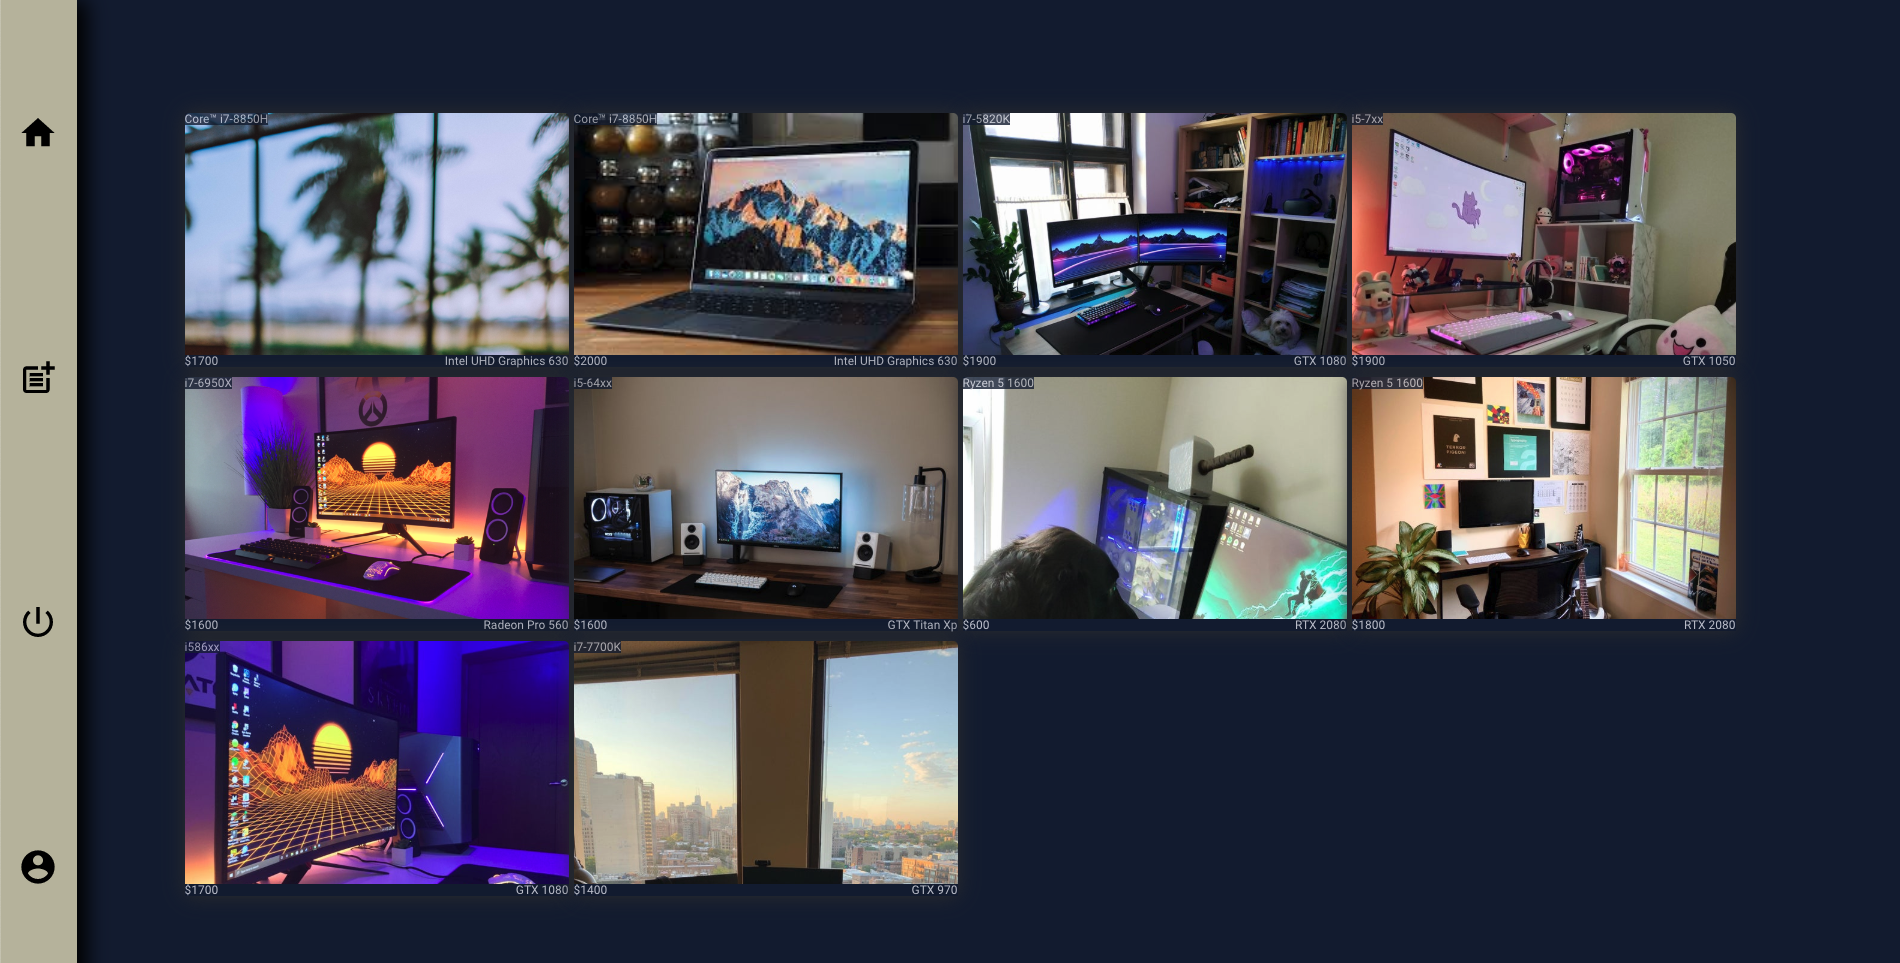 Core™ i7-8850H
$1700 Intel UHD Graphics 630
Core™ i7-8850H
$2000 Intel UHD Graphics 630
i7-5820K
$1900 GTX 1080
i5-7xx
$1900 GTX 1050
i7-6950X
$1600 Radeon Pro 560
i5-64xx
$1600 GTX Titan Xp
Ryzen 5 1600
$600 RTX 2080
Ryzen 5 1600
TERROR
PIGEON
$1800 RTX 2080
i586xx
$1700 GTX 1080
i7-7700K
$1400 GTX 970